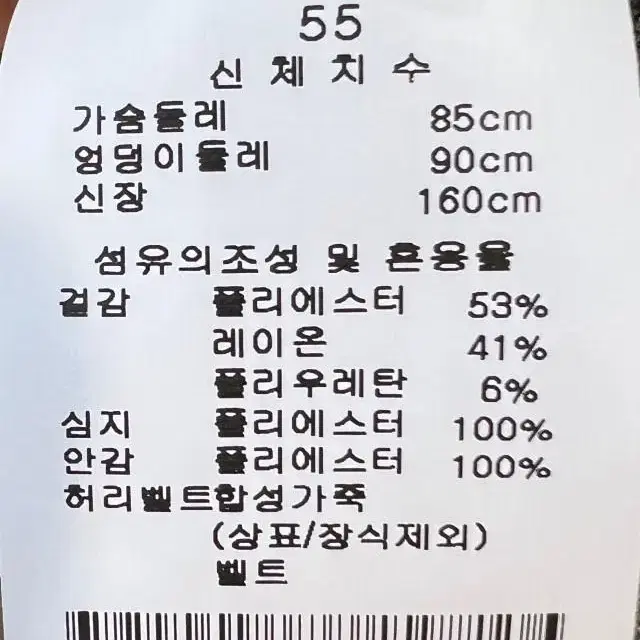 55
신체치수
가슴둘레 85cm
엉덩이둘레 90cm
신장 160cm
섬유의조성 및 혼용율
겉감 폴리에스터 53%
레이온 41%
폴리우레탄 6%
심지 폴리에스터 100%
안감 폴리에스터 100%
허리벨트합성가죽
(상표/장식제외)
벨트